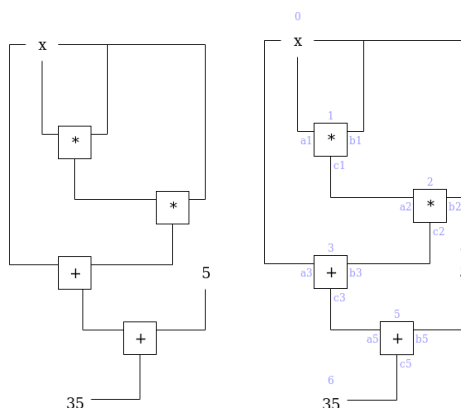 0
x x
1
* a1 * b1
c1
2
* a2 * b2
c2
3
+ a3 + b3
5
c3
5
+ a5 + b5
c5
6
35 35